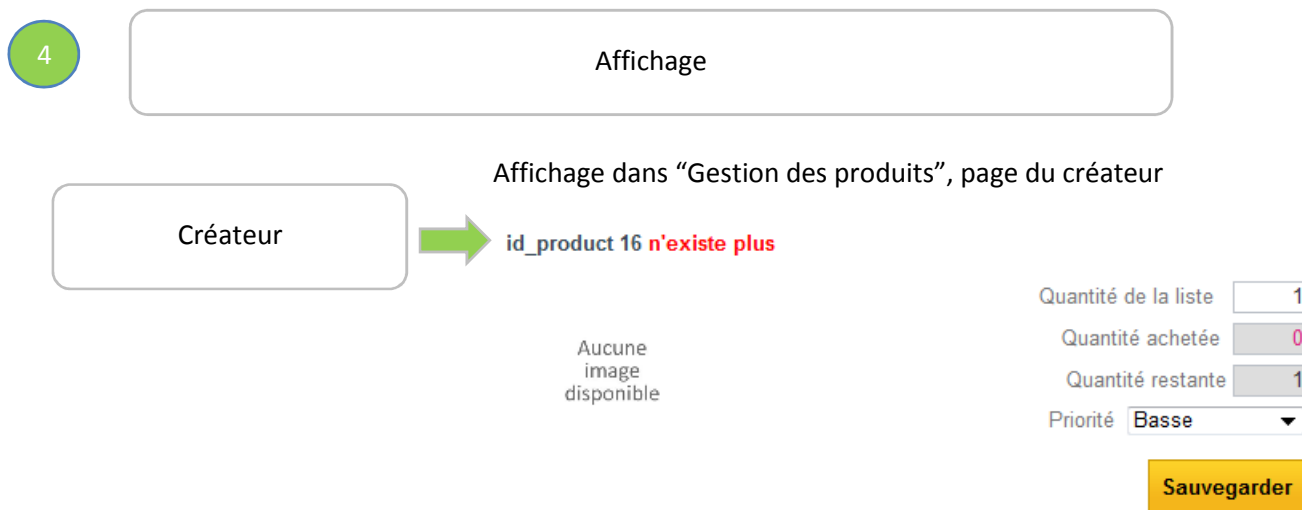 4
Affichage
Affichage dans “Gestion des produits”, page du créateur
Créateur
id_product 16 n'existe plus
Quantité de la liste 1
Quantité achetée 0
Quantité restante 1
Priorité Basse
Aucune
image
disponible
Sauvegarder